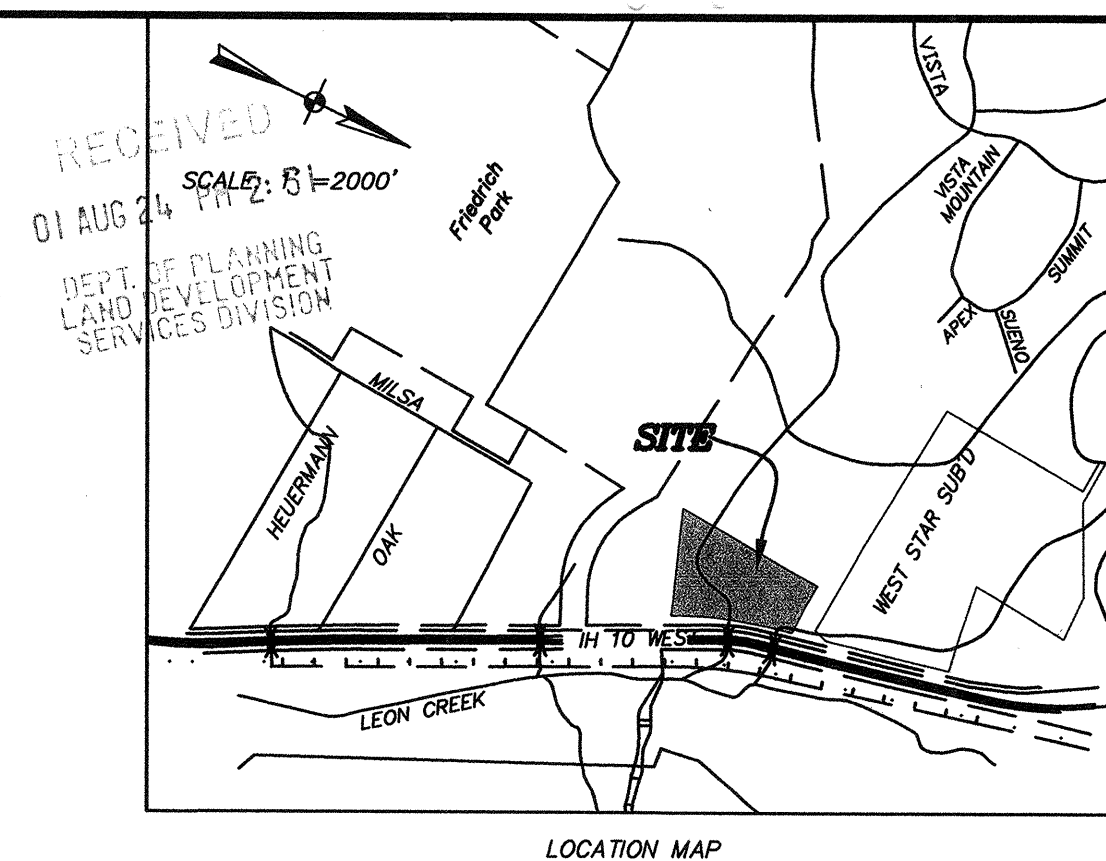 RECEIVED
01 AUG 24 PM 2: 51
DEPT. OF PLANNING
LAND DEVELOPMENT
SERVICES DIVISION
SCALE: 1"=2000'
Friedrich
Park
VISTA
VISTA
MOUNTAIN
SUMMIT
APEX
SUENO
MILSA
HEUERMANN
OAK
SITE
WEST STAR SUB'D
IH 10 WEST
LEON CREEK
LOCATION MAP